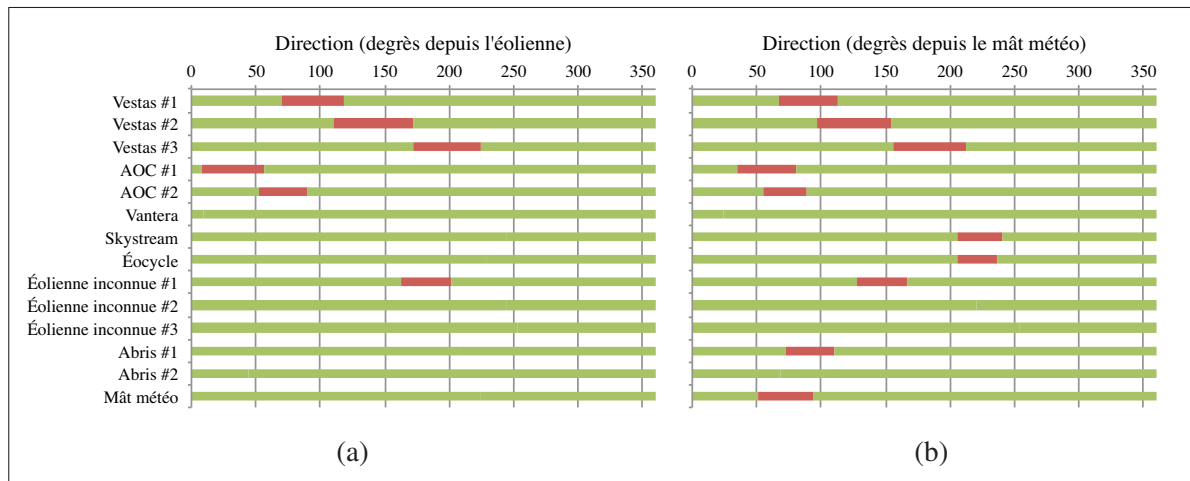 Direction (degrès depuis l'éolienne)
0 50 100 150 200 250 300 350
Direction (degrès depuis le mât météo)
0 50 100 150 200 250 300 350
Vestas #1
Vestas #2
Vestas #3
AOC #1
AOC #2
Vantera
Skystream
Éocycle
Éolienne inconnue #1
Éolienne inconnue #2
Éolienne inconnue #3
Abris #1
Abris #2
Mât météo
(a)
(b)